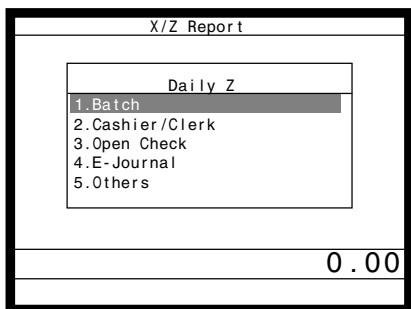 X/Z Report
Daily Z
1.Batch
2.Cashier/Clerk
3.Open Check
4.E-Journal
5.Others
0.00